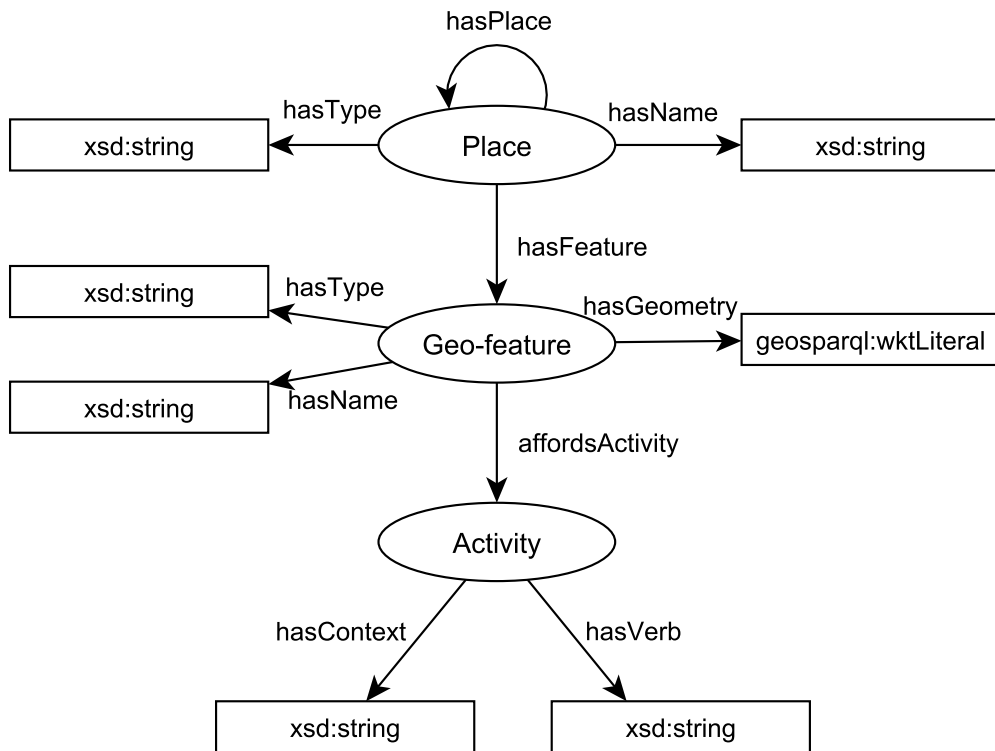 hasPlace
hasType
hasName
xsd:string
Place
xsd:string
hasFeature
xsd:string
hasType
hasGeometry
Geo-feature
geosparql:wktLiteral
xsd:string
hasName
affordsActivity
Activity
hasContext
hasVerb
xsd:string
xsd:string